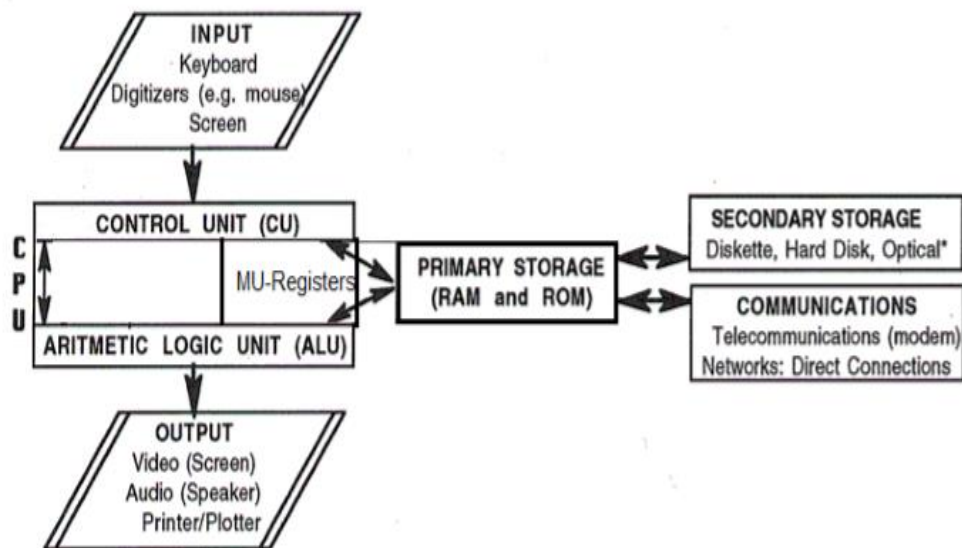 INPUT
Keyboard
Digitizers (e.g. mouse)
Screen
CONTROL UNIT (CU)
C
P
U
MU-Registers
ARITMETIC LOGIC UNIT (ALU)
PRIMARY STORAGE
(RAM and ROM)
SECONDARY STORAGE
Diskette, Hard Disk, Optical*
COMMUNICATIONS
Telecommunications (modem)
Networks: Direct Connections
OUTPUT
Video (Screen)
Audio (Speaker)
Printer/Plotter